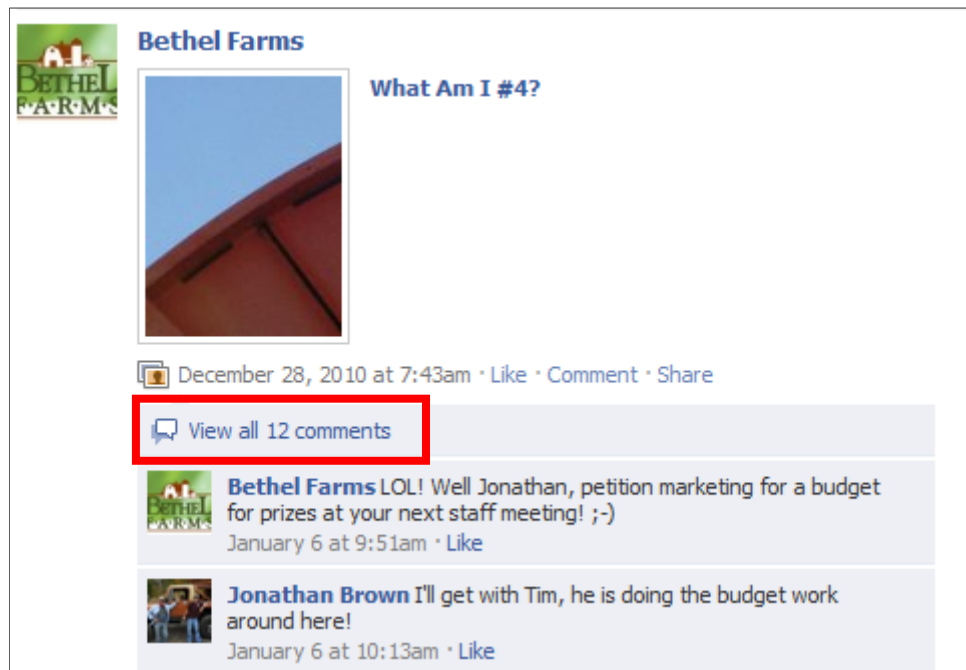 BETHEL
F·A·R·M·S
Bethel Farms
What Am I #4?
December 28, 2010 at 7:43am · Like · Comment · Share
View all 12 comments
BETHEL
F·A·R·M·S
Bethel Farms LOL! Well Jonathan, petition marketing for a budget
for prizes at your next staff meeting! ;-)
January 6 at 9:51am · Like
Jonathan Brown I'll get with Tim, he is doing the budget work
around here!
January 6 at 10:13am · Like